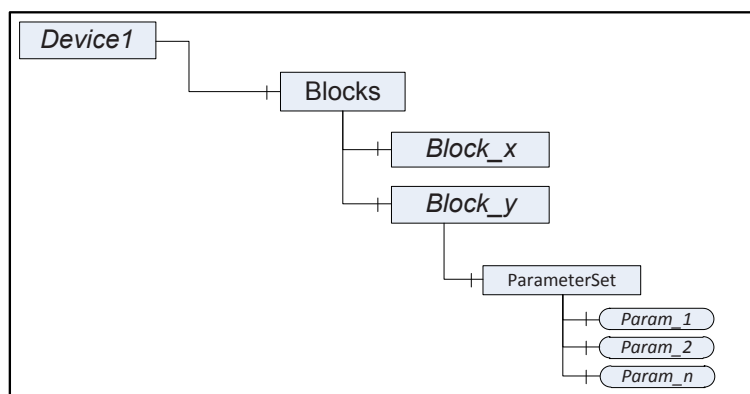 Device1
Blocks
Block_x
Block_y
ParameterSet
Param_1
Param_2
Param_n